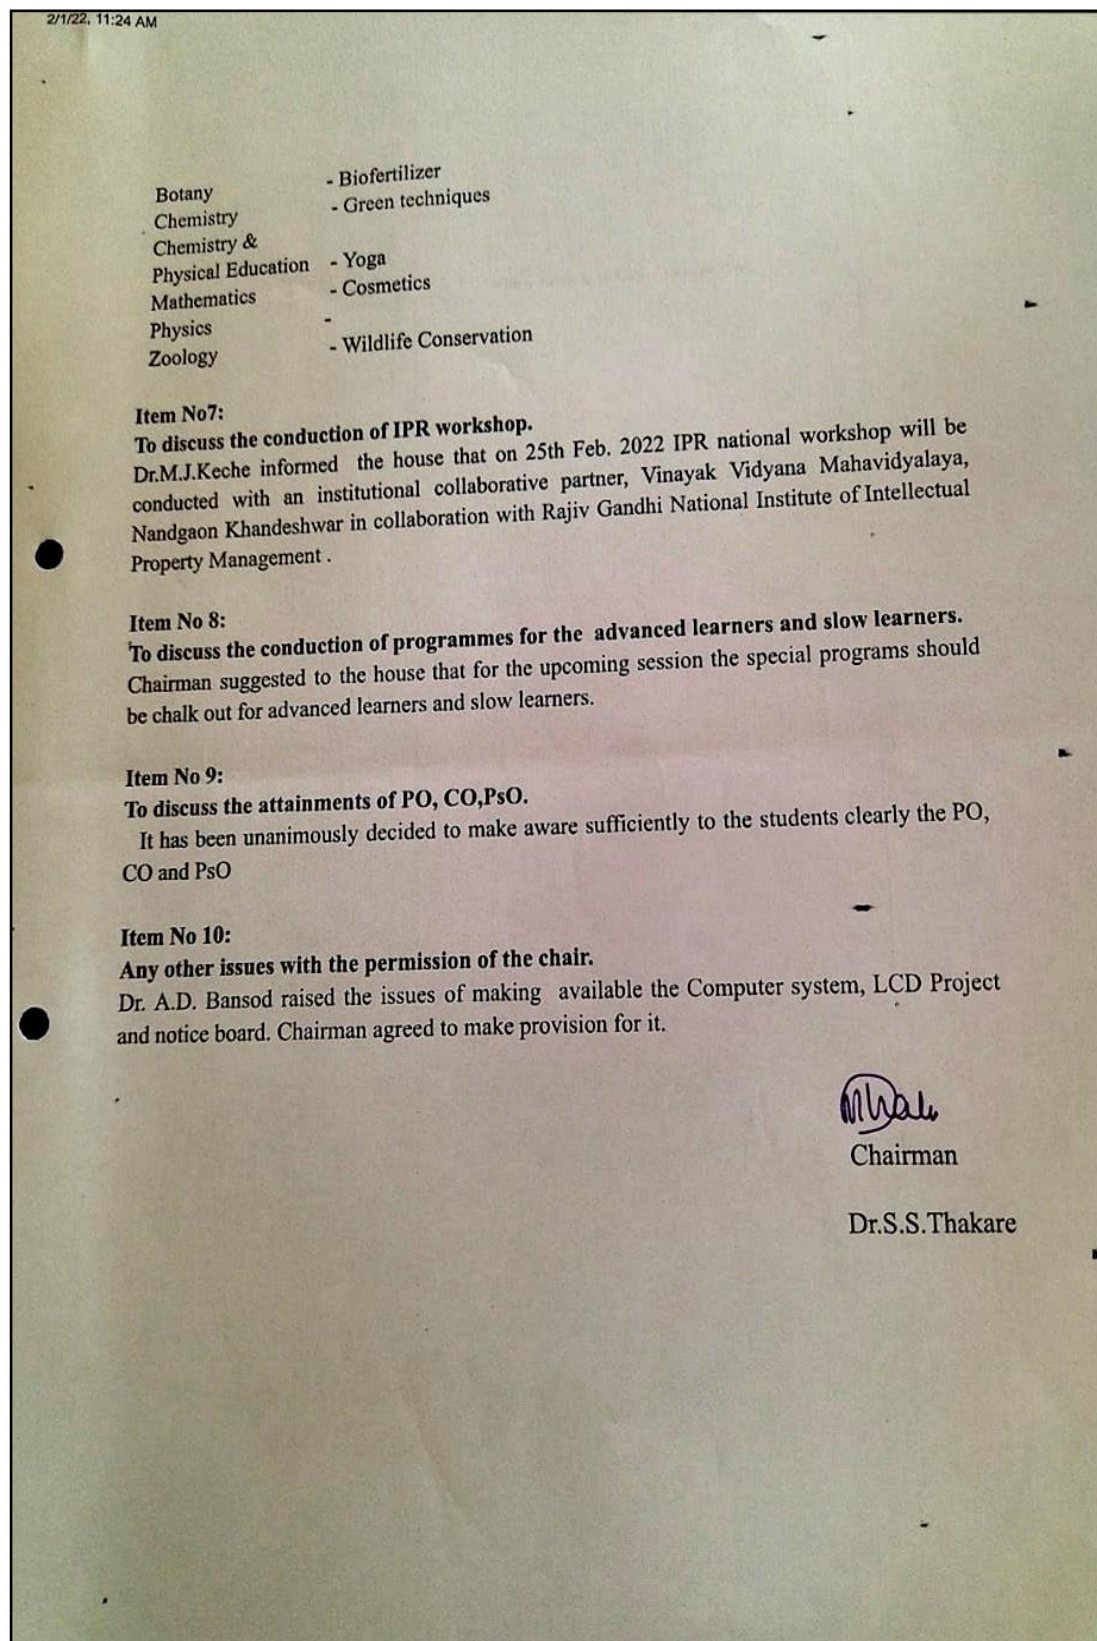 2/1/22, 11:24 AM
Botany - Biofertilizer
Chemistry - Green techniques
Chemistry &
Physical Education - Yoga
Mathematics - Cosmetics
Physics -
Zoology - Wildlife Conservation
Item No7:
To discuss the conduction of IPR workshop.
Dr.M.J.Keche informed the house that on 25th Feb. 2022 IPR national workshop will be
conducted with an institutional collaborative partner, Vinayak Vidyana Mahavidyalaya,
Nandgaon Khandeshwar in collaboration with Rajiv Gandhi National Institute of Intellectual
Property Management .
Item No 8:
To discuss the conduction of programmes for the advanced learners and slow learners.
Chairman suggested to the house that for the upcoming session the special programs should
be chalk out for advanced learners and slow learners.
Item No 9:
To discuss the attainments of PO, CO,PsO.
It has been unanimously decided to make aware sufficiently to the students clearly the PO,
CO and PsO
Item No 10:
Any other issues with the permission of the chair.
Dr. A.D. Bansod raised the issues of making available the Computer system, LCD Project
and notice board. Chairman agreed to make provision for it.
Chairman
Dr.S.S.Thakare